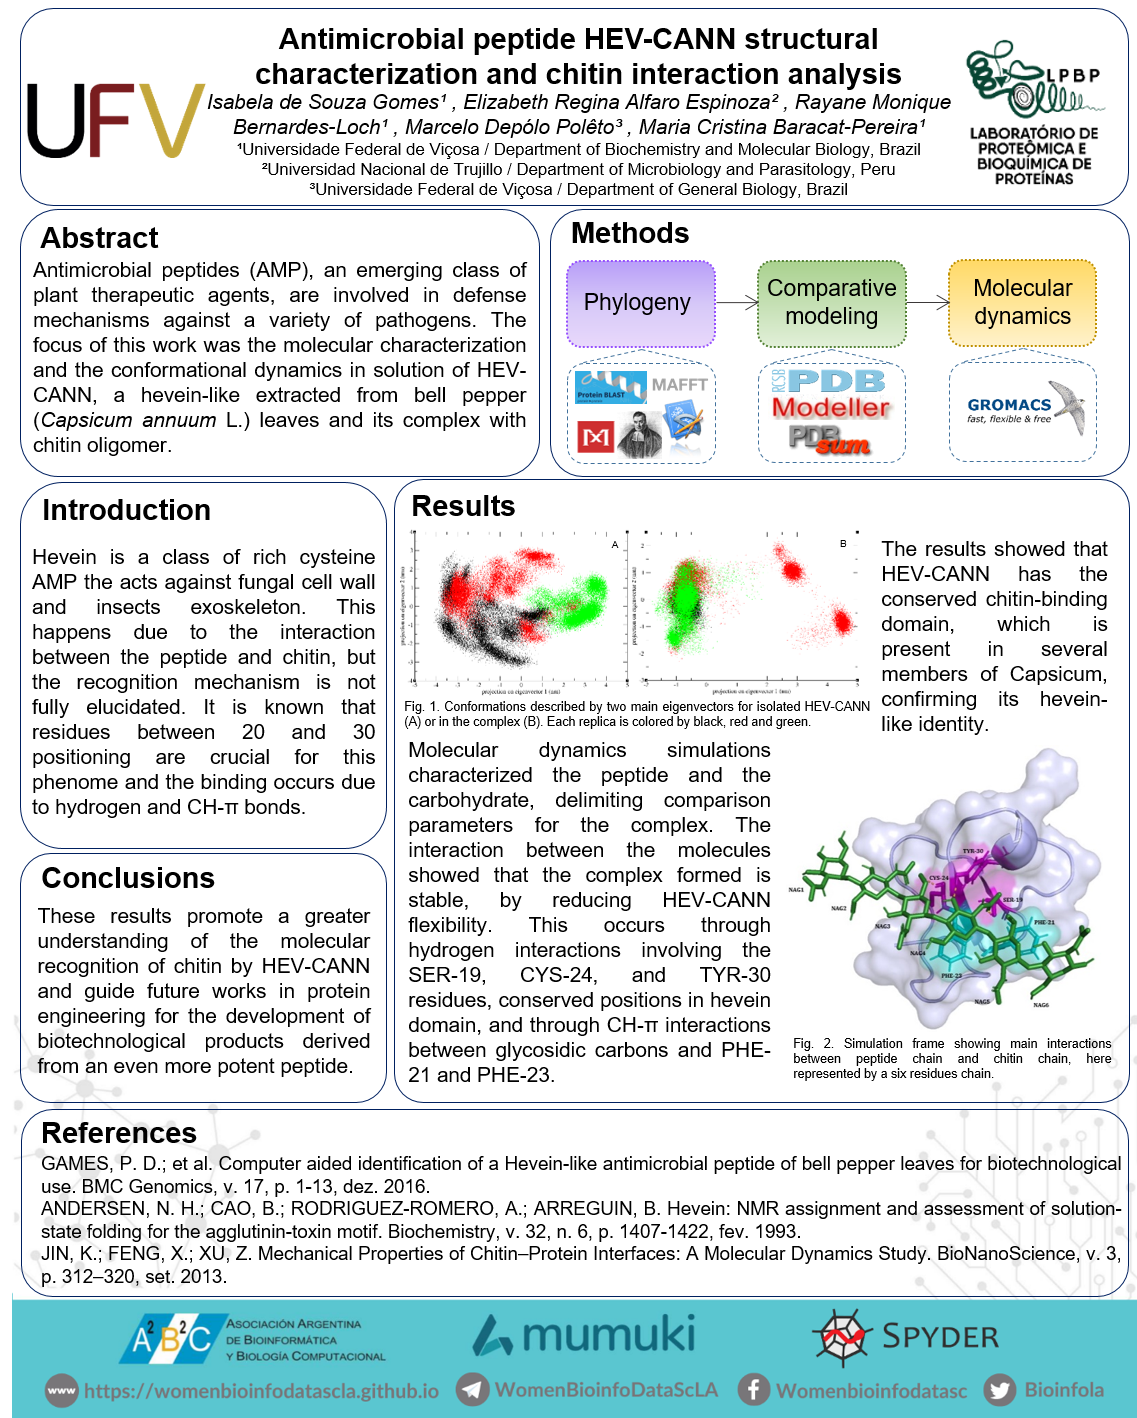 Antimicrobial peptide HEV-CANN structural
characterization and chitin interaction analysis
Isabela de Souza Gomes¹ , Elizabeth Regina Alfaro Espinoza² , Rayane Monique
Bernardes-Loch¹ , Marcelo Depólo Polêto³ , Maria Cristina Baracat-Pereira¹
¹Universidade Federal de Viçosa / Department of Biochemistry and Molecular Biology, Brazil
²Universidad Nacional de Trujillo / Department of Microbiology and Parasitology, Peru
³Universidade Federal de Viçosa / Department of General Biology, Brazil
UFV
LPBP
LABORATÓRIO DE
PROTEÔMICA E
BIOQUÍMICA DE
PROTEÍNAS
Abstract
Antimicrobial peptides (AMP), an emerging class of
plant therapeutic agents, are involved in defense
mechanisms against a variety of pathogens. The
focus of this work was the molecular characterization
and the conformational dynamics in solution of HEV-
CANN, a hevein-like extracted from bell pepper
(Capsicum annuum L.) leaves and its complex with
chitin oligomer.
Methods
Phylogeny
Comparative
modeling
Molecular
dynamics
Protein BLAST
MAFFT
M
RCSB
PDB
Modeller
PDB
sum
GROMACS
fast, flexible & free
Introduction
Hevein is a class of rich cysteine
AMP the acts against fungal cell wall
and insects exoskeleton. This
happens due to the interaction
between the peptide and chitin, but
the recognition mechanism is not
fully elucidated. It is known that
residues between 20 and 30
positioning are crucial for this
phenome and the binding occurs due
to hydrogen and CH-π bonds.
Conclusions
These results promote a greater
understanding of the molecular
recognition of chitin by HEV-CANN
and guide future works in protein
engineering for the development of
biotechnological products derived
from an even more potent peptide.
Results
A
projection on eigenvector 2 (nm)
projection on eigenvector 1 (nm)
B
projection on eigenvector 2 (nm)
projection on eigenvector 1 (nm)
Fig. 1. Conformations described by two main eigenvectors for isolated HEV-CANN
(A) or in the complex (B). Each replica is colored by black, red and green.
The results showed that
HEV-CANN has the
conserved chitin-binding
domain, which is
present in several
members of Capsicum,
confirming its hevein-
like identity.
Molecular dynamics simulations
characterized the peptide and the
carbohydrate, delimiting comparison
parameters for the complex. The
interaction between the molecules
showed that the complex formed is
stable, by reducing HEV-CANN
flexibility. This occurs through
hydrogen interactions involving the
SER-19, CYS-24, and TYR-30
residues, conserved positions in hevein
domain, and through CH-π interactions
between glycosidic carbons and PHE-
21 and PHE-23.
TYR-30
CYS-24
NAG1
SER-19
NAG2
PHE-21
NAG3
NAG4
PHE-23
NAG5
NAG6
Fig. 2. Simulation frame showing main interactions
between peptide chain and chitin chain, here
represented by a six residues chain.
References
GAMES, P. D.; et al. Computer aided identification of a Hevein-like antimicrobial peptide of bell pepper leaves for biotechnological
use. BMC Genomics, v. 17, p. 1-13, dez. 2016.
ANDERSEN, N. H.; CAO, B.; RODRIGUEZ-ROMERO, A.; ARREGUIN, B. Hevein: NMR assignment and assessment of solution-
state folding for the agglutinin-toxin motif. Biochemistry, v. 32, n. 6, p. 1407-1422, fev. 1993.
JIN, K.; FENG, X.; XU, Z. Mechanical Properties of Chitin–Protein Interfaces: A Molecular Dynamics Study. BioNanoScience, v. 3,
p. 312–320, set. 2013.
A²B²C
ASOCIACIÓN ARGENTINA
DE BIOINFORMÁTICA
Y BIOLOGÍA COMPUTACIONAL
mumuki
SPYDER
www https://womenbioinfodatascla.github.io
WomenBioinfoDataScLA
f Womenbioinfodatasc
Bioinfola